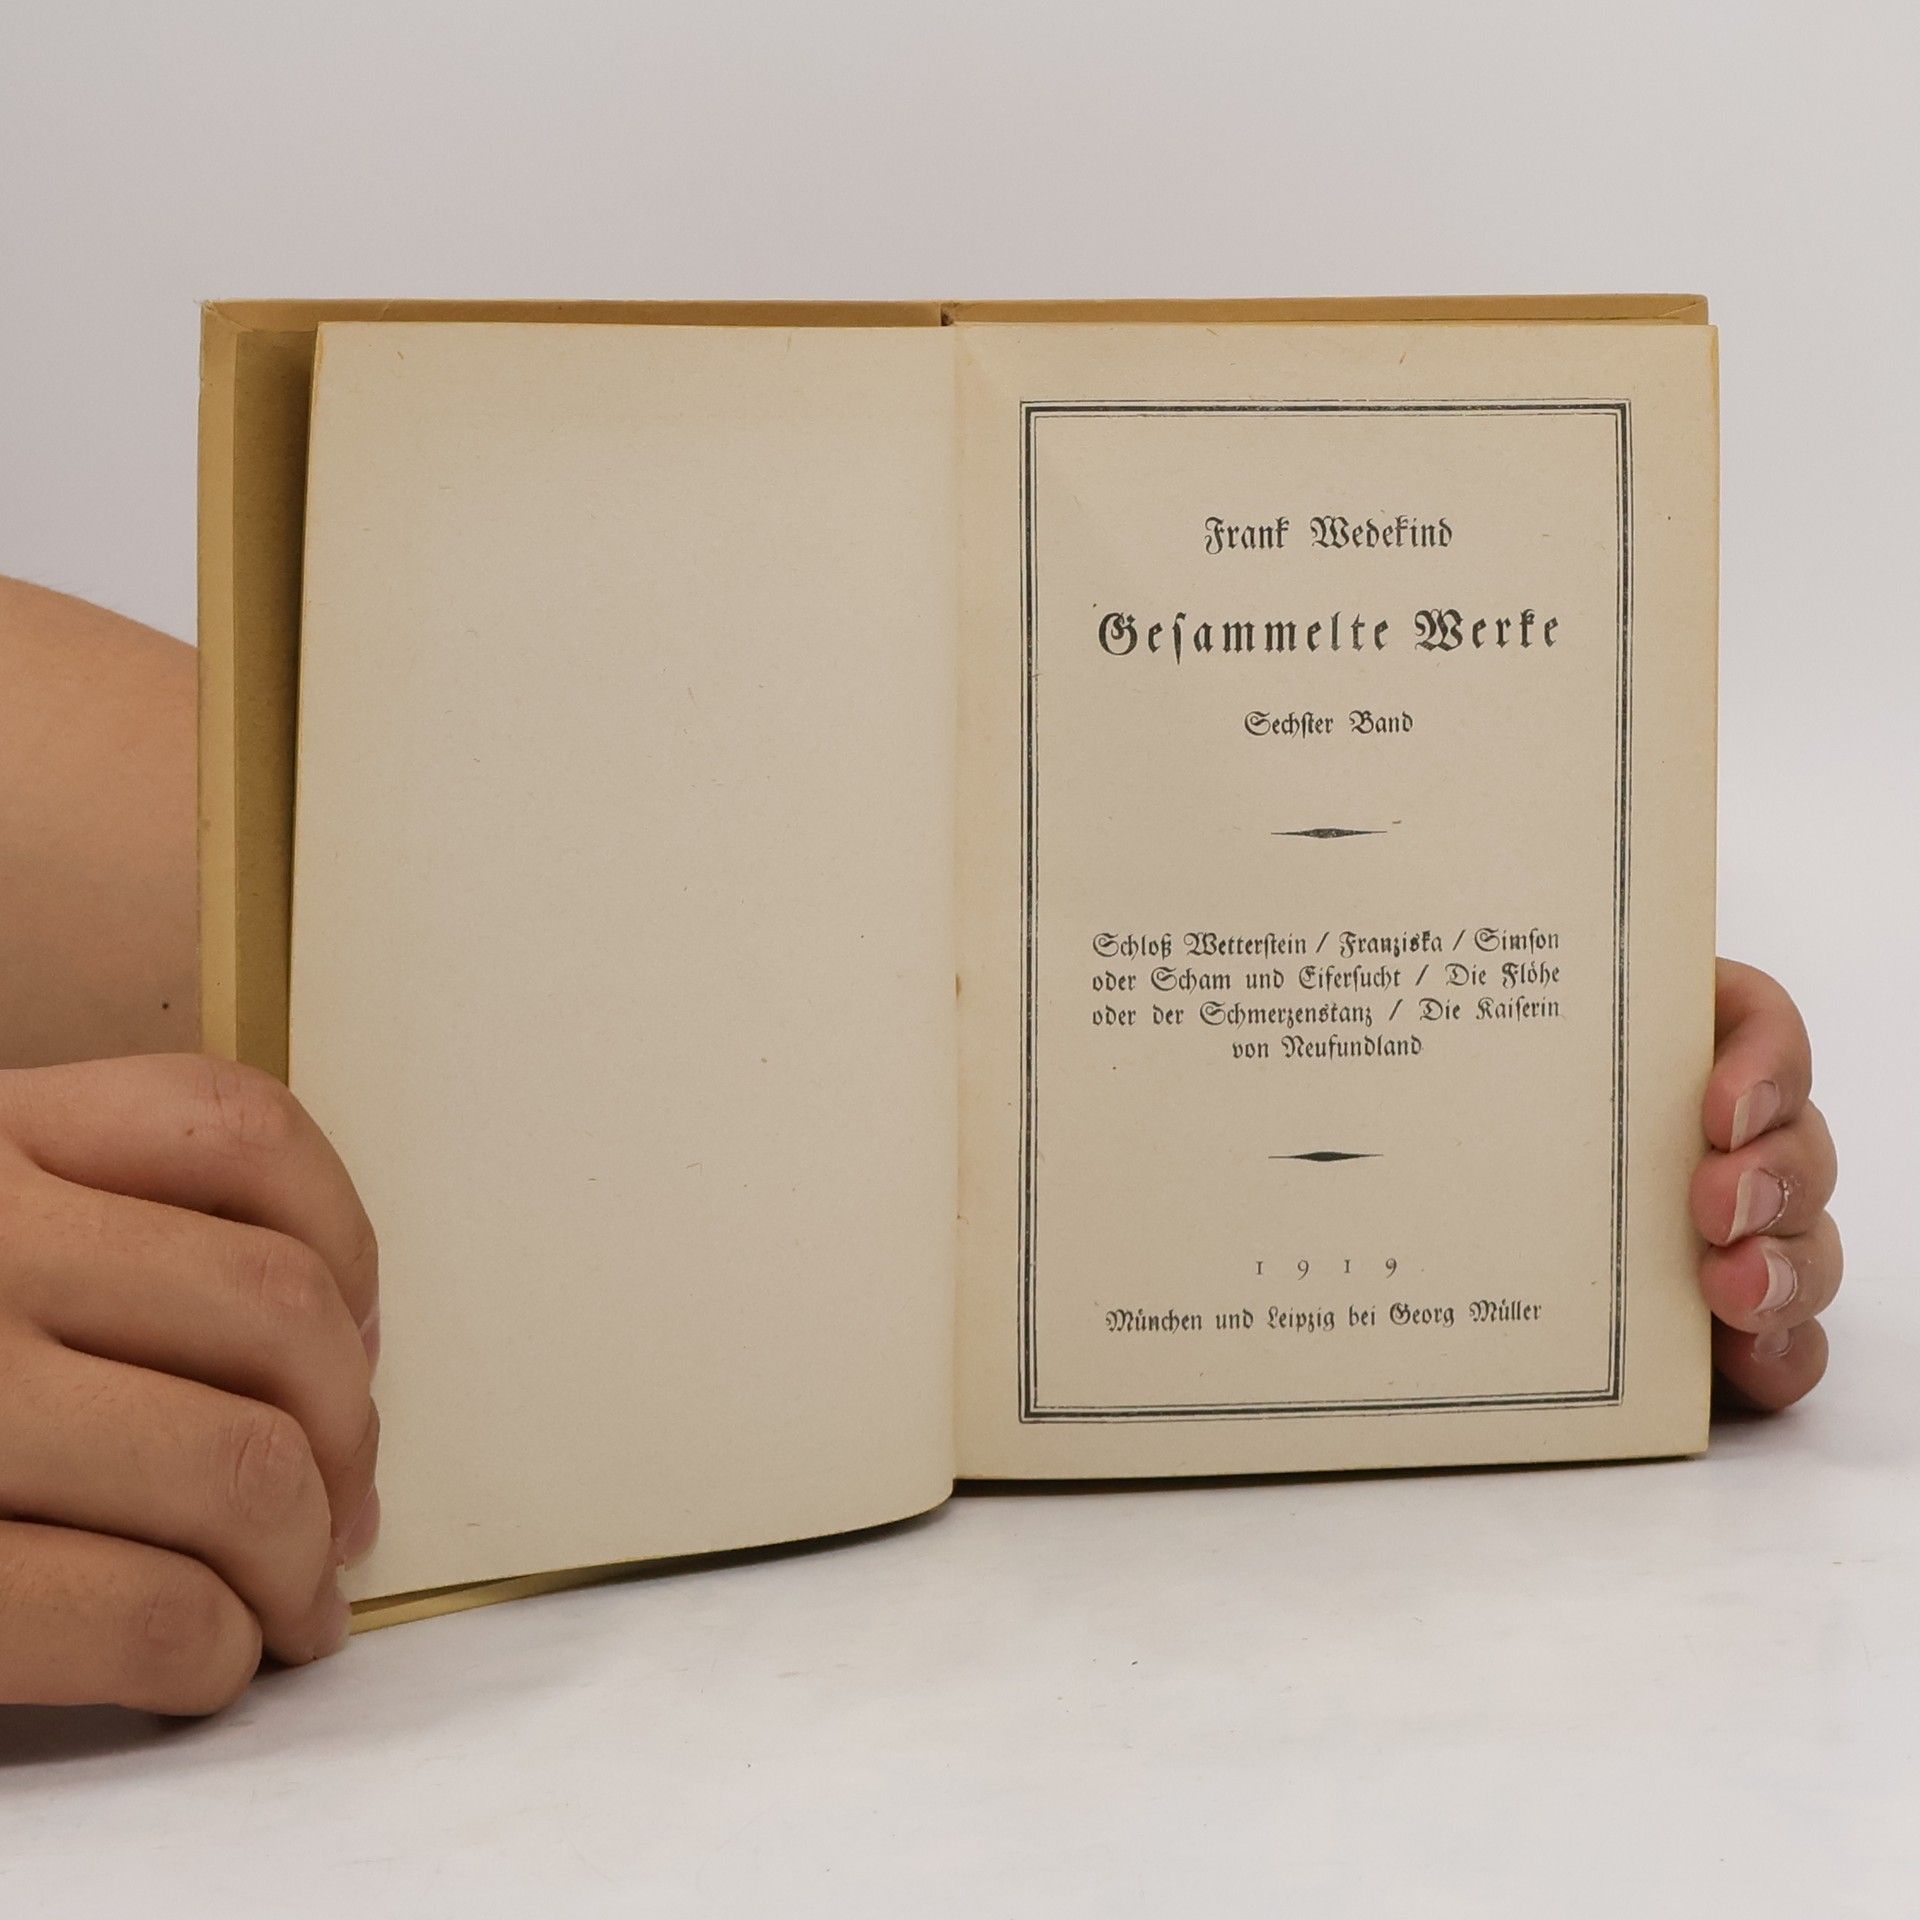 Frank Wedekind
Gesammelte Werke
Sechster Band
Schloß Wetterstein / Franziska / Simson
oder Scham und Eifersucht / Die Flöhe
oder der Schmerzenstanz / Die Kaiserin
von Neufundland
1919
München und Leipzig bei Georg Müller